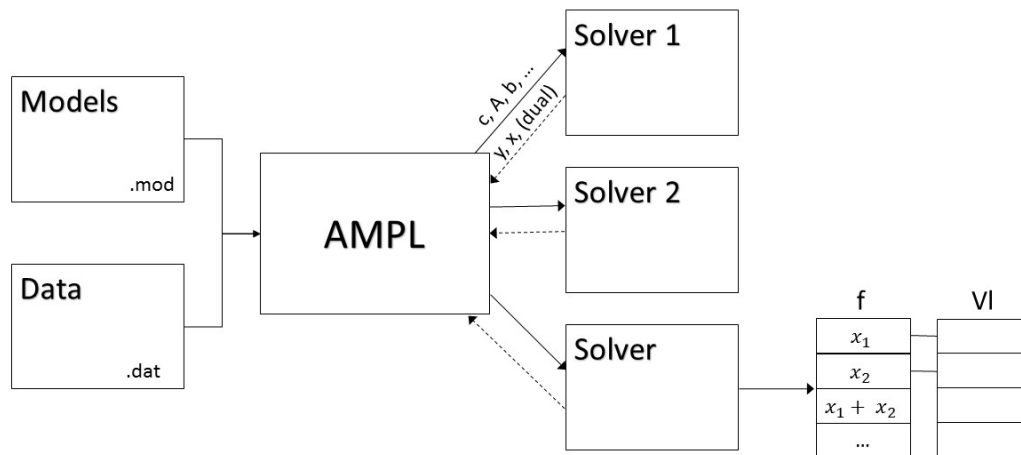 Models
.mod
Data
.dat
AMPL
c, A, b, ...
y, x, (dual)
Solver 1
Solver 2
Solver
f
Vl
x₁
x₂
x₁ + x₂
...